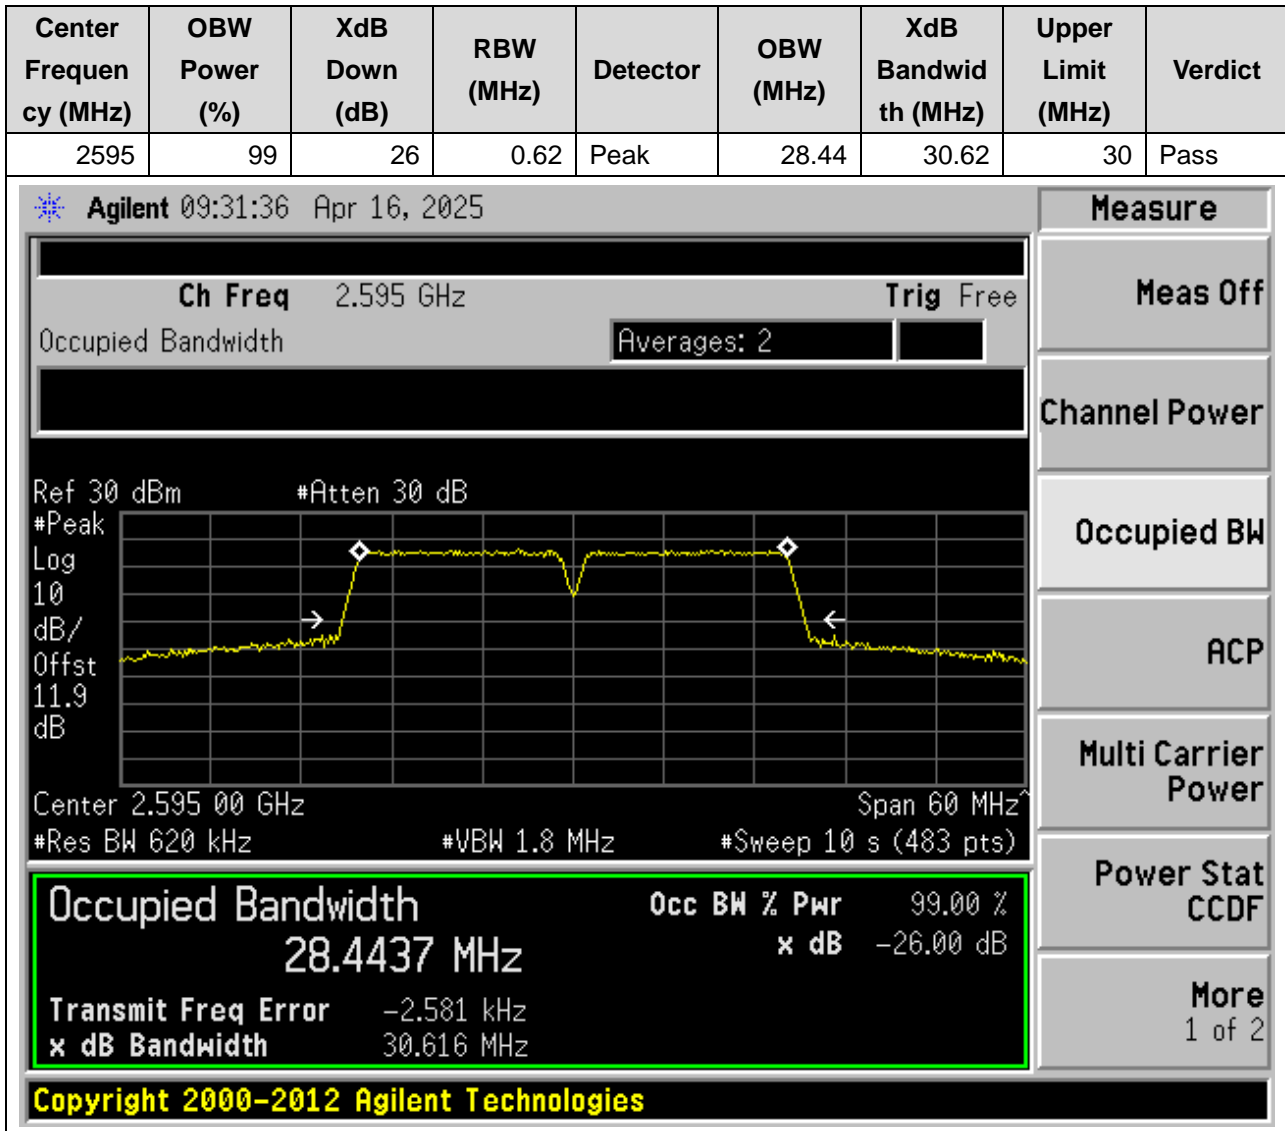 Center Frequen cy (MHz) OBW Power (%) XdB Down (dB) RBW (MHz) Detector OBW (MHz) XdB Bandwid th (MHz) Upper Limit (MHz) Verdict
2595 99 26 0.62 Peak 28.44 30.62 30 Pass
Agilent 09:31:36 Apr 16, 2025
Measure
Ch Freq 2.595 GHz Trig Free
Occupied Bandwidth Averages: 2
Ref 30 dBm #Atten 30 dB
#Peak
Log
10
dB/
Offst
11.9
dB
Center 2.595 00 GHz Span 60 MHz^
#Res BW 620 kHz #VBW 1.8 MHz #Sweep 10 s (483 pts)
Occupied Bandwidth Occ BW % Pwr 99.00 %
28.4437 MHz x dB -26.00 dB
Transmit Freq Error -2.581 kHz
x dB Bandwidth 30.616 MHz
Meas Off
Channel Power
Occupied BW
ACP
Multi Carrier
Power
Power Stat
CCDF
More
1 of 2
Copyright 2000-2012 Agilent Technologies